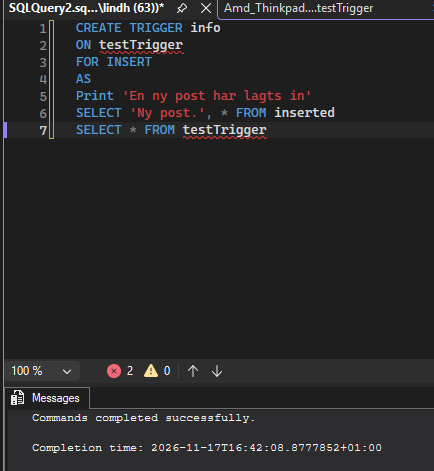 SQLQuery2.sq...\lindh (63))*
Amd_Thinkpad....testTrigger
1 CREATE TRIGGER info
2 ON testTrigger
3 FOR INSERT
4 AS
5 Print 'En ny post har lagts in'
6 SELECT 'Ny post.', * FROM inserted
7 SELECT * FROM testTrigger
100 % 2 0
Messages
Commands completed successfully.
Completion time: 2026-11-17T16:42:08.8777852+01:00